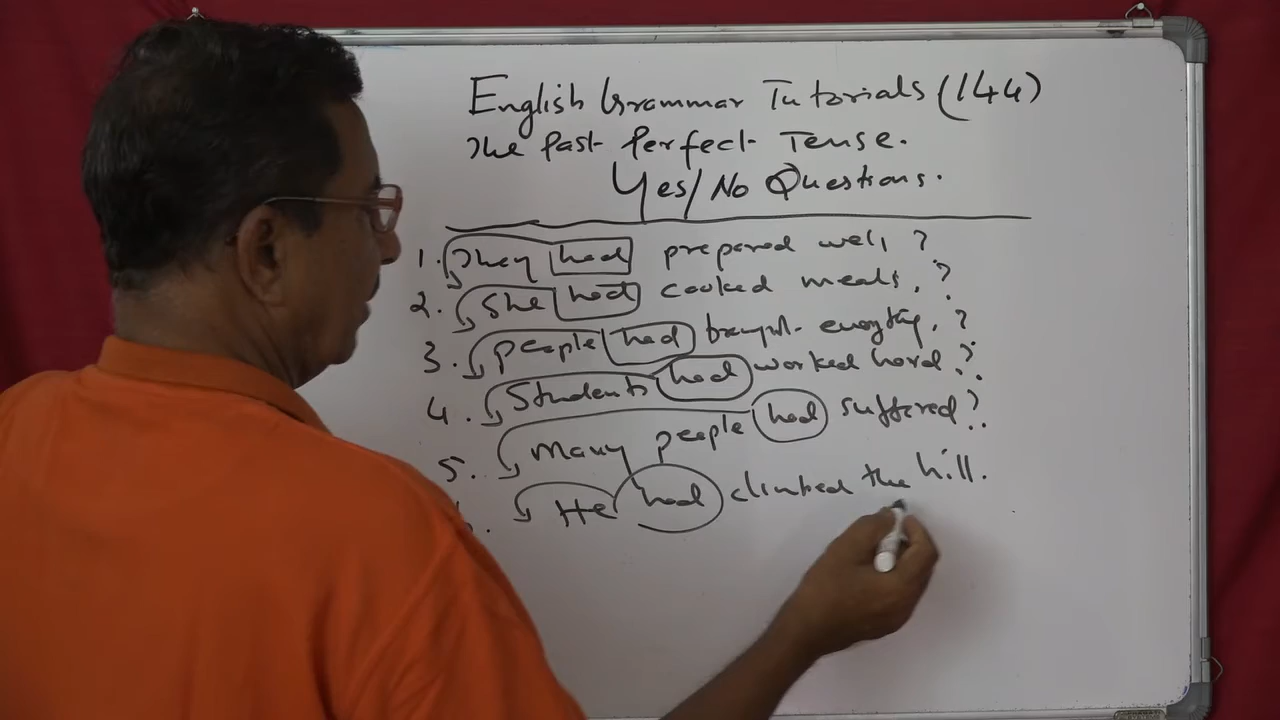 English Grammar Tutorials (144)
The Past Perfect Tense.
Yes/No Questions.
1. They had prepared well, ?
2. She had cooked meals, ?
3. people had everything, ?
4. Students had worked hard ?
5. Many people had suffered ?
6. He had climbed the hill.